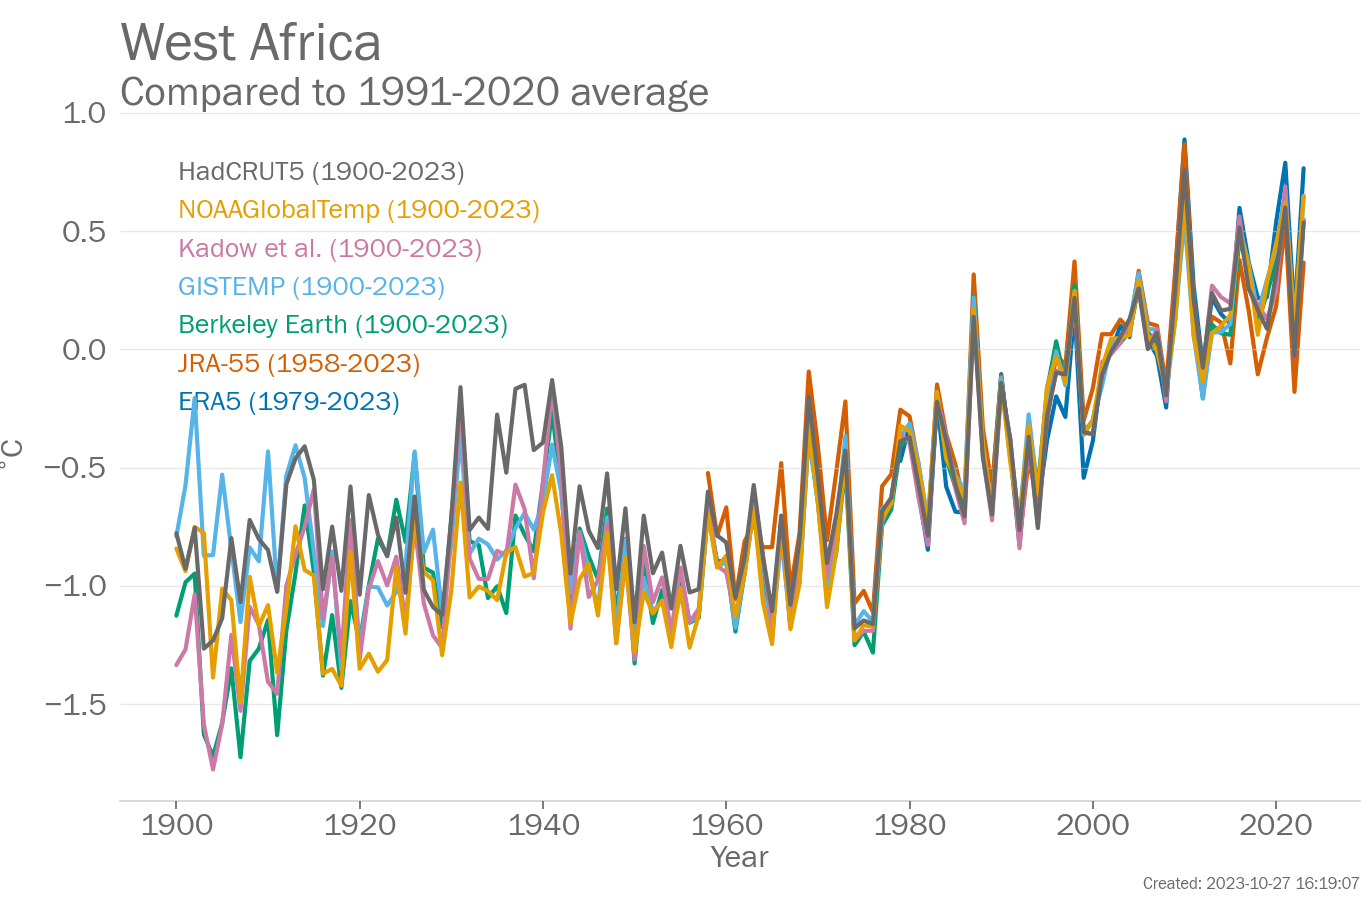 West Africa
Compared to 1991-2020 average
1.0
HadCRUT5 (1900-2023)
NOAAGlobalTemp (1900-2023)
0.5
Kadow et al. (1900-2023)
GISTEMP (1900-2023)
Berkeley Earth (1900-2023)
0.0
JRA-55 (1958-2023)
ERA5 (1979-2023)
°C
−0.5
−1.0
−1.5
1900 1920 1940 1960 1980 2000 2020
Year
Created: 2023-10-27 16:19:07